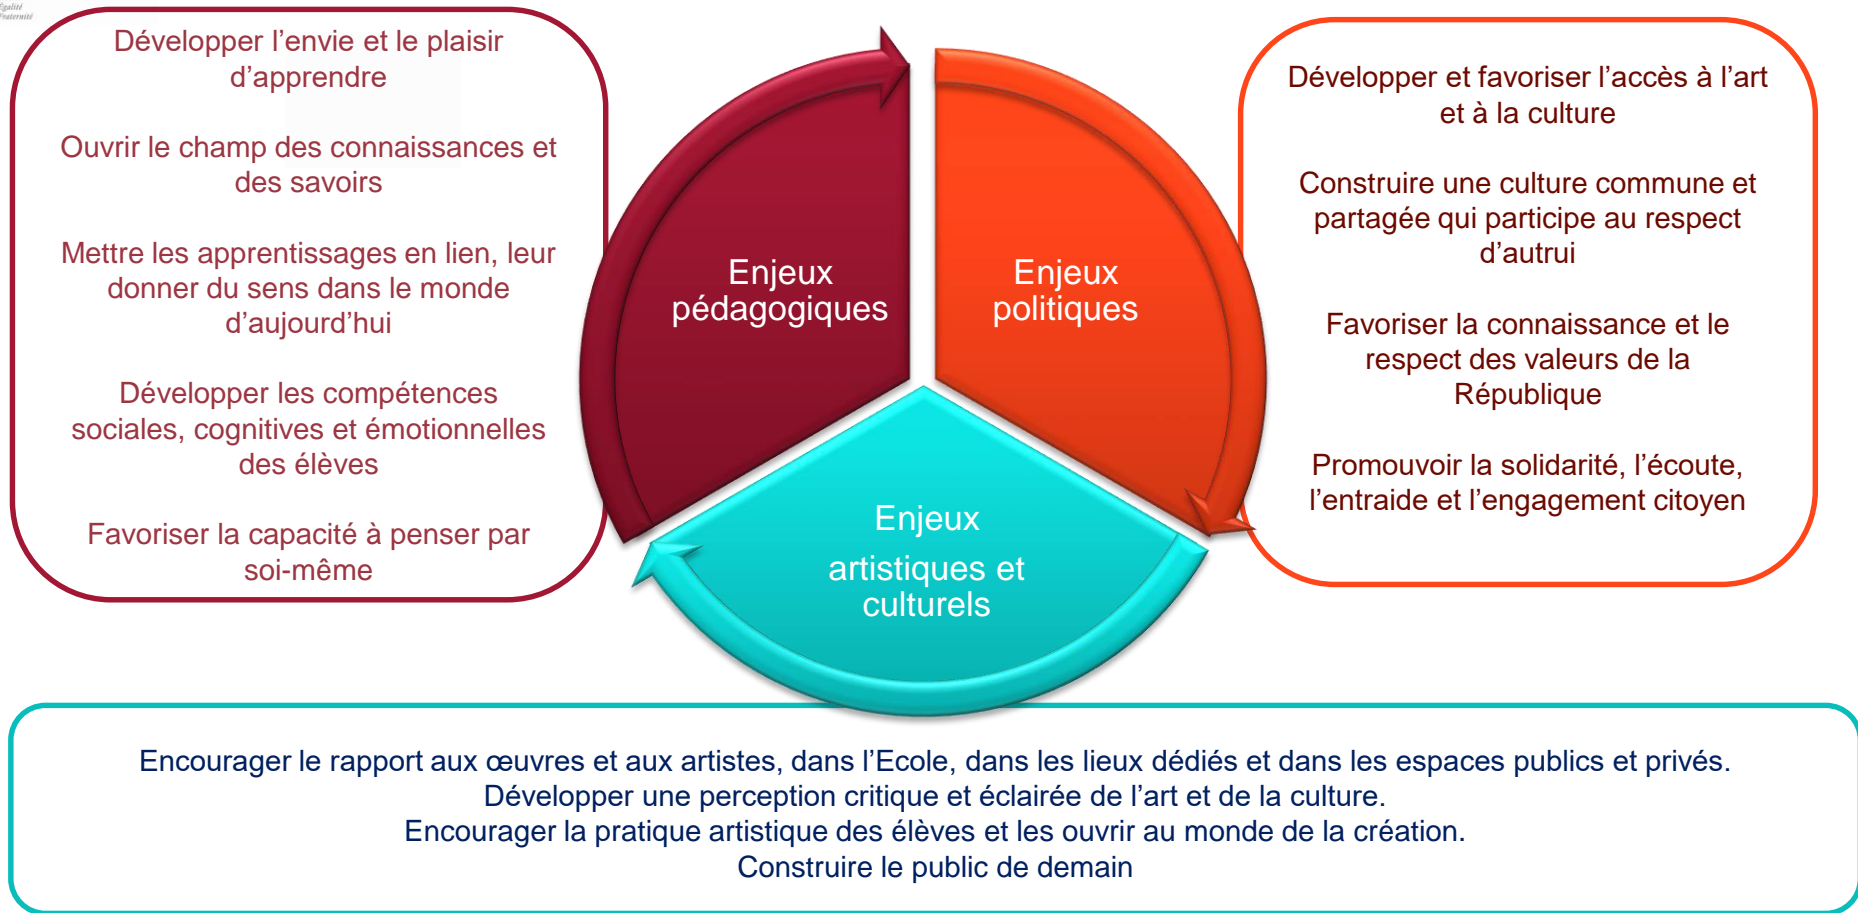 Égalité
Fraternité
Développer l’envie et le plaisir
d’apprendre
Ouvrir le champ des connaissances et
des savoirs
Mettre les apprentissages en lien, leur
donner du sens dans le monde
d’aujourd’hui
Développer les compétences
sociales, cognitives et émotionnelles
des élèves
Favoriser la capacité à penser par
soi-même
Enjeux
pédagogiques
Enjeux
politiques
Enjeux
artistiques et
culturels
Développer et favoriser l’accès à l’art
et à la culture
Construire une culture commune et
partagée qui participe au respect
d’autrui
Favoriser la connaissance et le
respect des valeurs de la
République
Promouvoir la solidarité, l’écoute,
l’entraide et l’engagement citoyen
Encourager le rapport aux œuvres et aux artistes, dans l’Ecole, dans les lieux dédiés et dans les espaces publics et privés.
Développer une perception critique et éclairée de l’art et de la culture.
Encourager la pratique artistique des élèves et les ouvrir au monde de la création.
Construire le public de demain